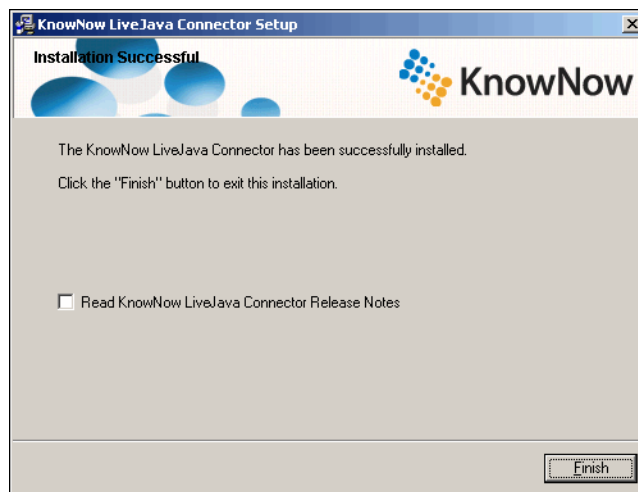 KnowNow LiveJava Connector Setup
Installation Successful
KnowNow
The KnowNow LiveJava Connector has been successfully installed.
Click the "Finish" button to exit this installation.
Read KnowNow LiveJava Connector Release Notes
Finish